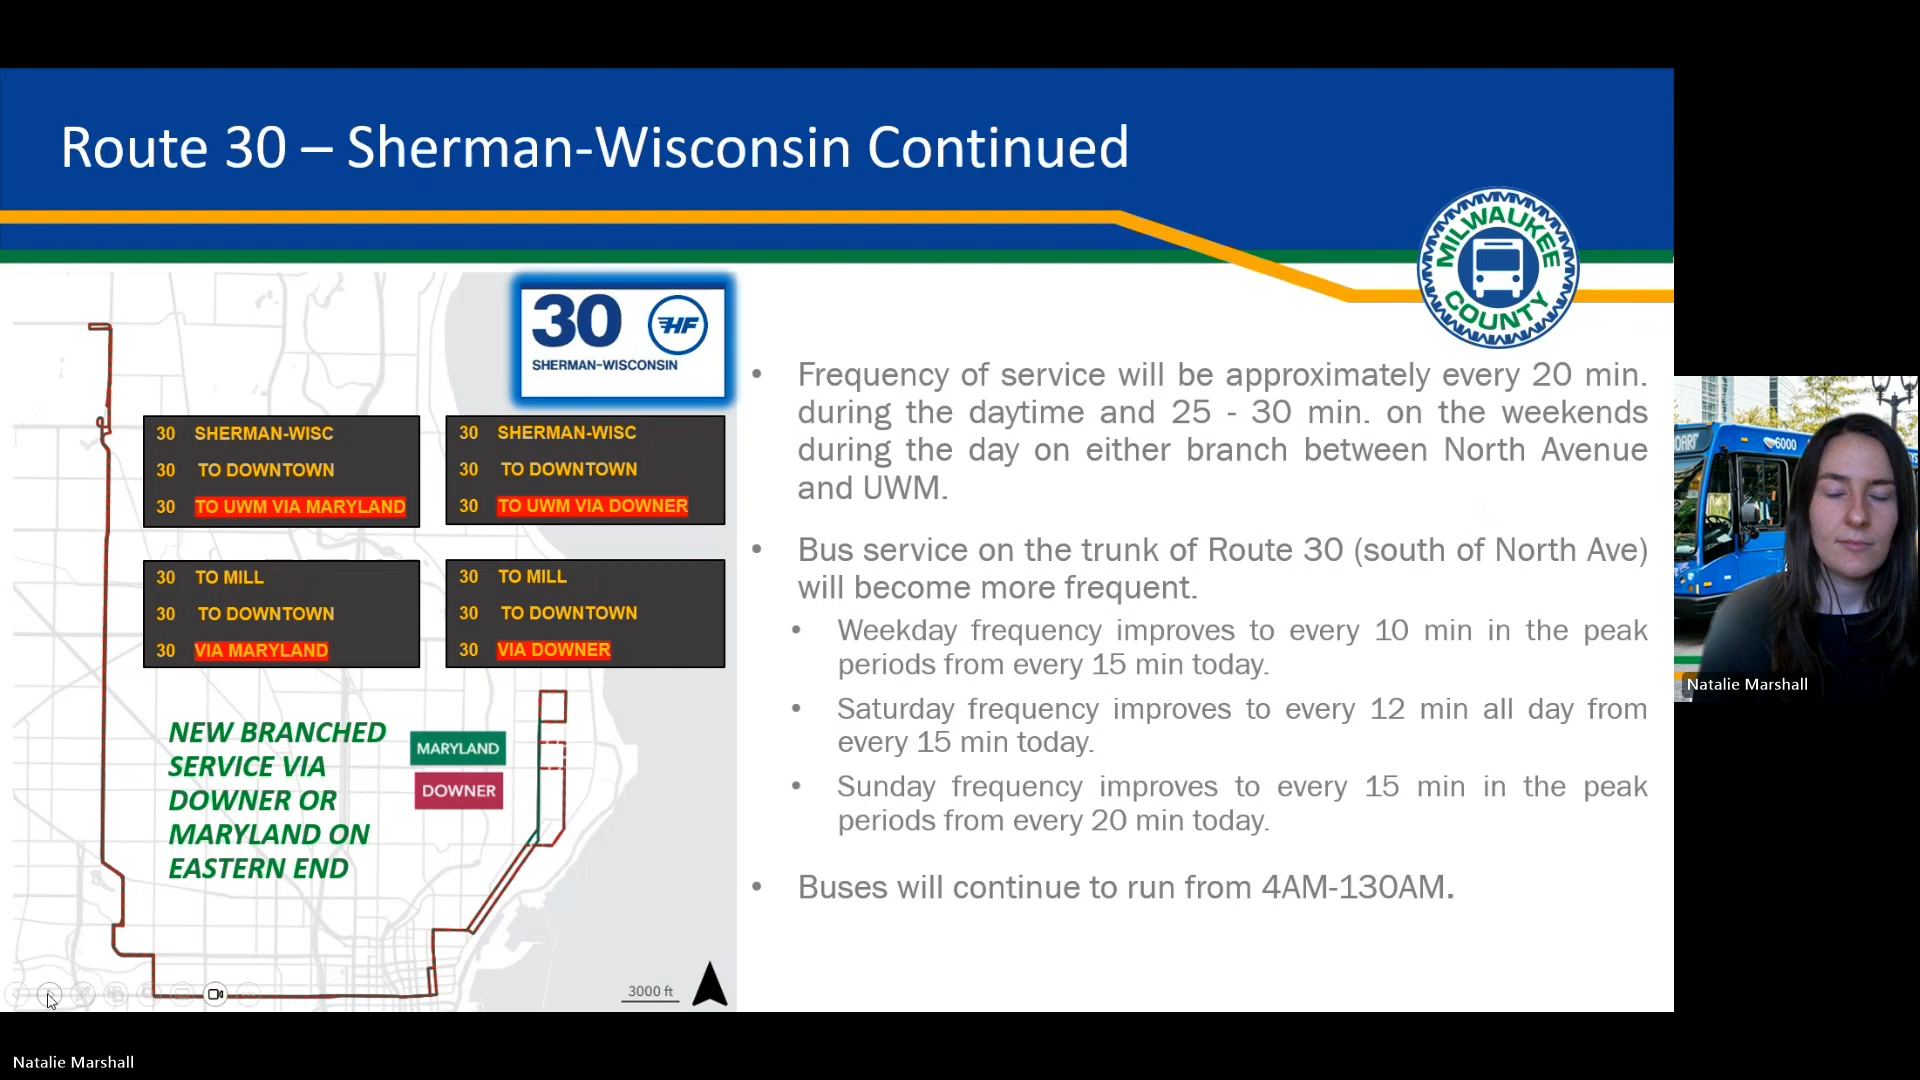 Route 30 – Sherman-Wisconsin Continued
MILWAUKEE
COUNTY
30 HF
SHERMAN-WISCONSIN
30 SHERMAN-WISC
30 TO DOWNTOWN
30 TO UWM VIA MARYLAND
30 SHERMAN-WISC
30 TO DOWNTOWN
30 TO UWM VIA DOWNER
30 TO MILL
30 TO DOWNTOWN
30 VIA MARYLAND
30 TO MILL
30 TO DOWNTOWN
30 VIA DOWNER
NEW BRANCHED
SERVICE VIA
DOWNER OR
MARYLAND ON
EASTERN END
MARYLAND
DOWNER
3000 ft
• Frequency of service will be approximately every 20 min.
during the daytime and 25 - 30 min. on the weekends
during the day on either branch between North Avenue
and UWM.
• Bus service on the trunk of Route 30 (south of North Ave)
will become more frequent.
• Weekday frequency improves to every 10 min in the peak
periods from every 15 min today.
• Saturday frequency improves to every 12 min all day from
every 15 min today.
• Sunday frequency improves to every 15 min in the peak
periods from every 20 min today.
• Buses will continue to run from 4AM-130AM.
6000
Natalie Marshall
Natalie Marshall